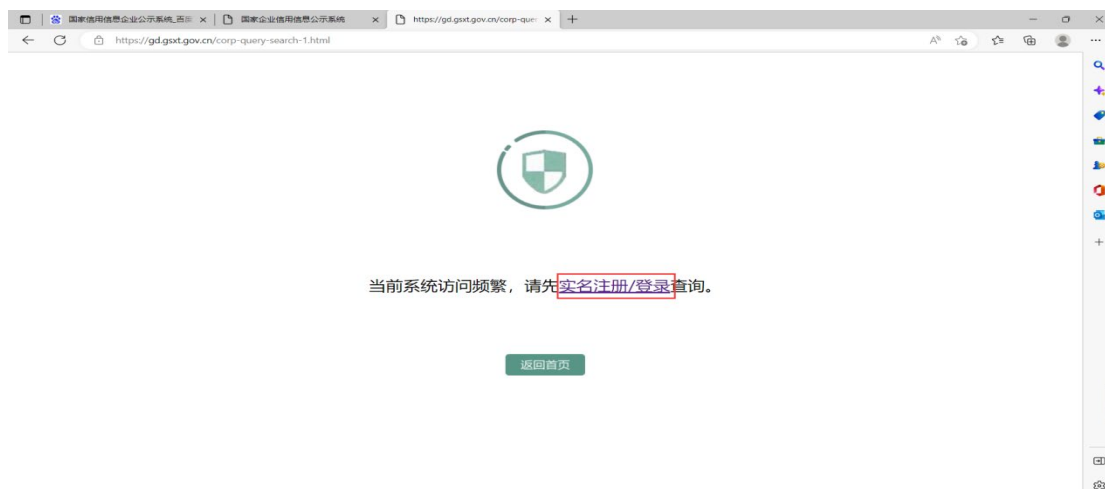 国家信用信息企业公示系统_百度
国家企业信用信息公示系统
https://gd.gsxt.gov.cn/corp-quer
https://gd.gsxt.gov.cn/corp-query-search-1.html
当前系统访问频繁，请先实名注册/登录查询。
返回首页